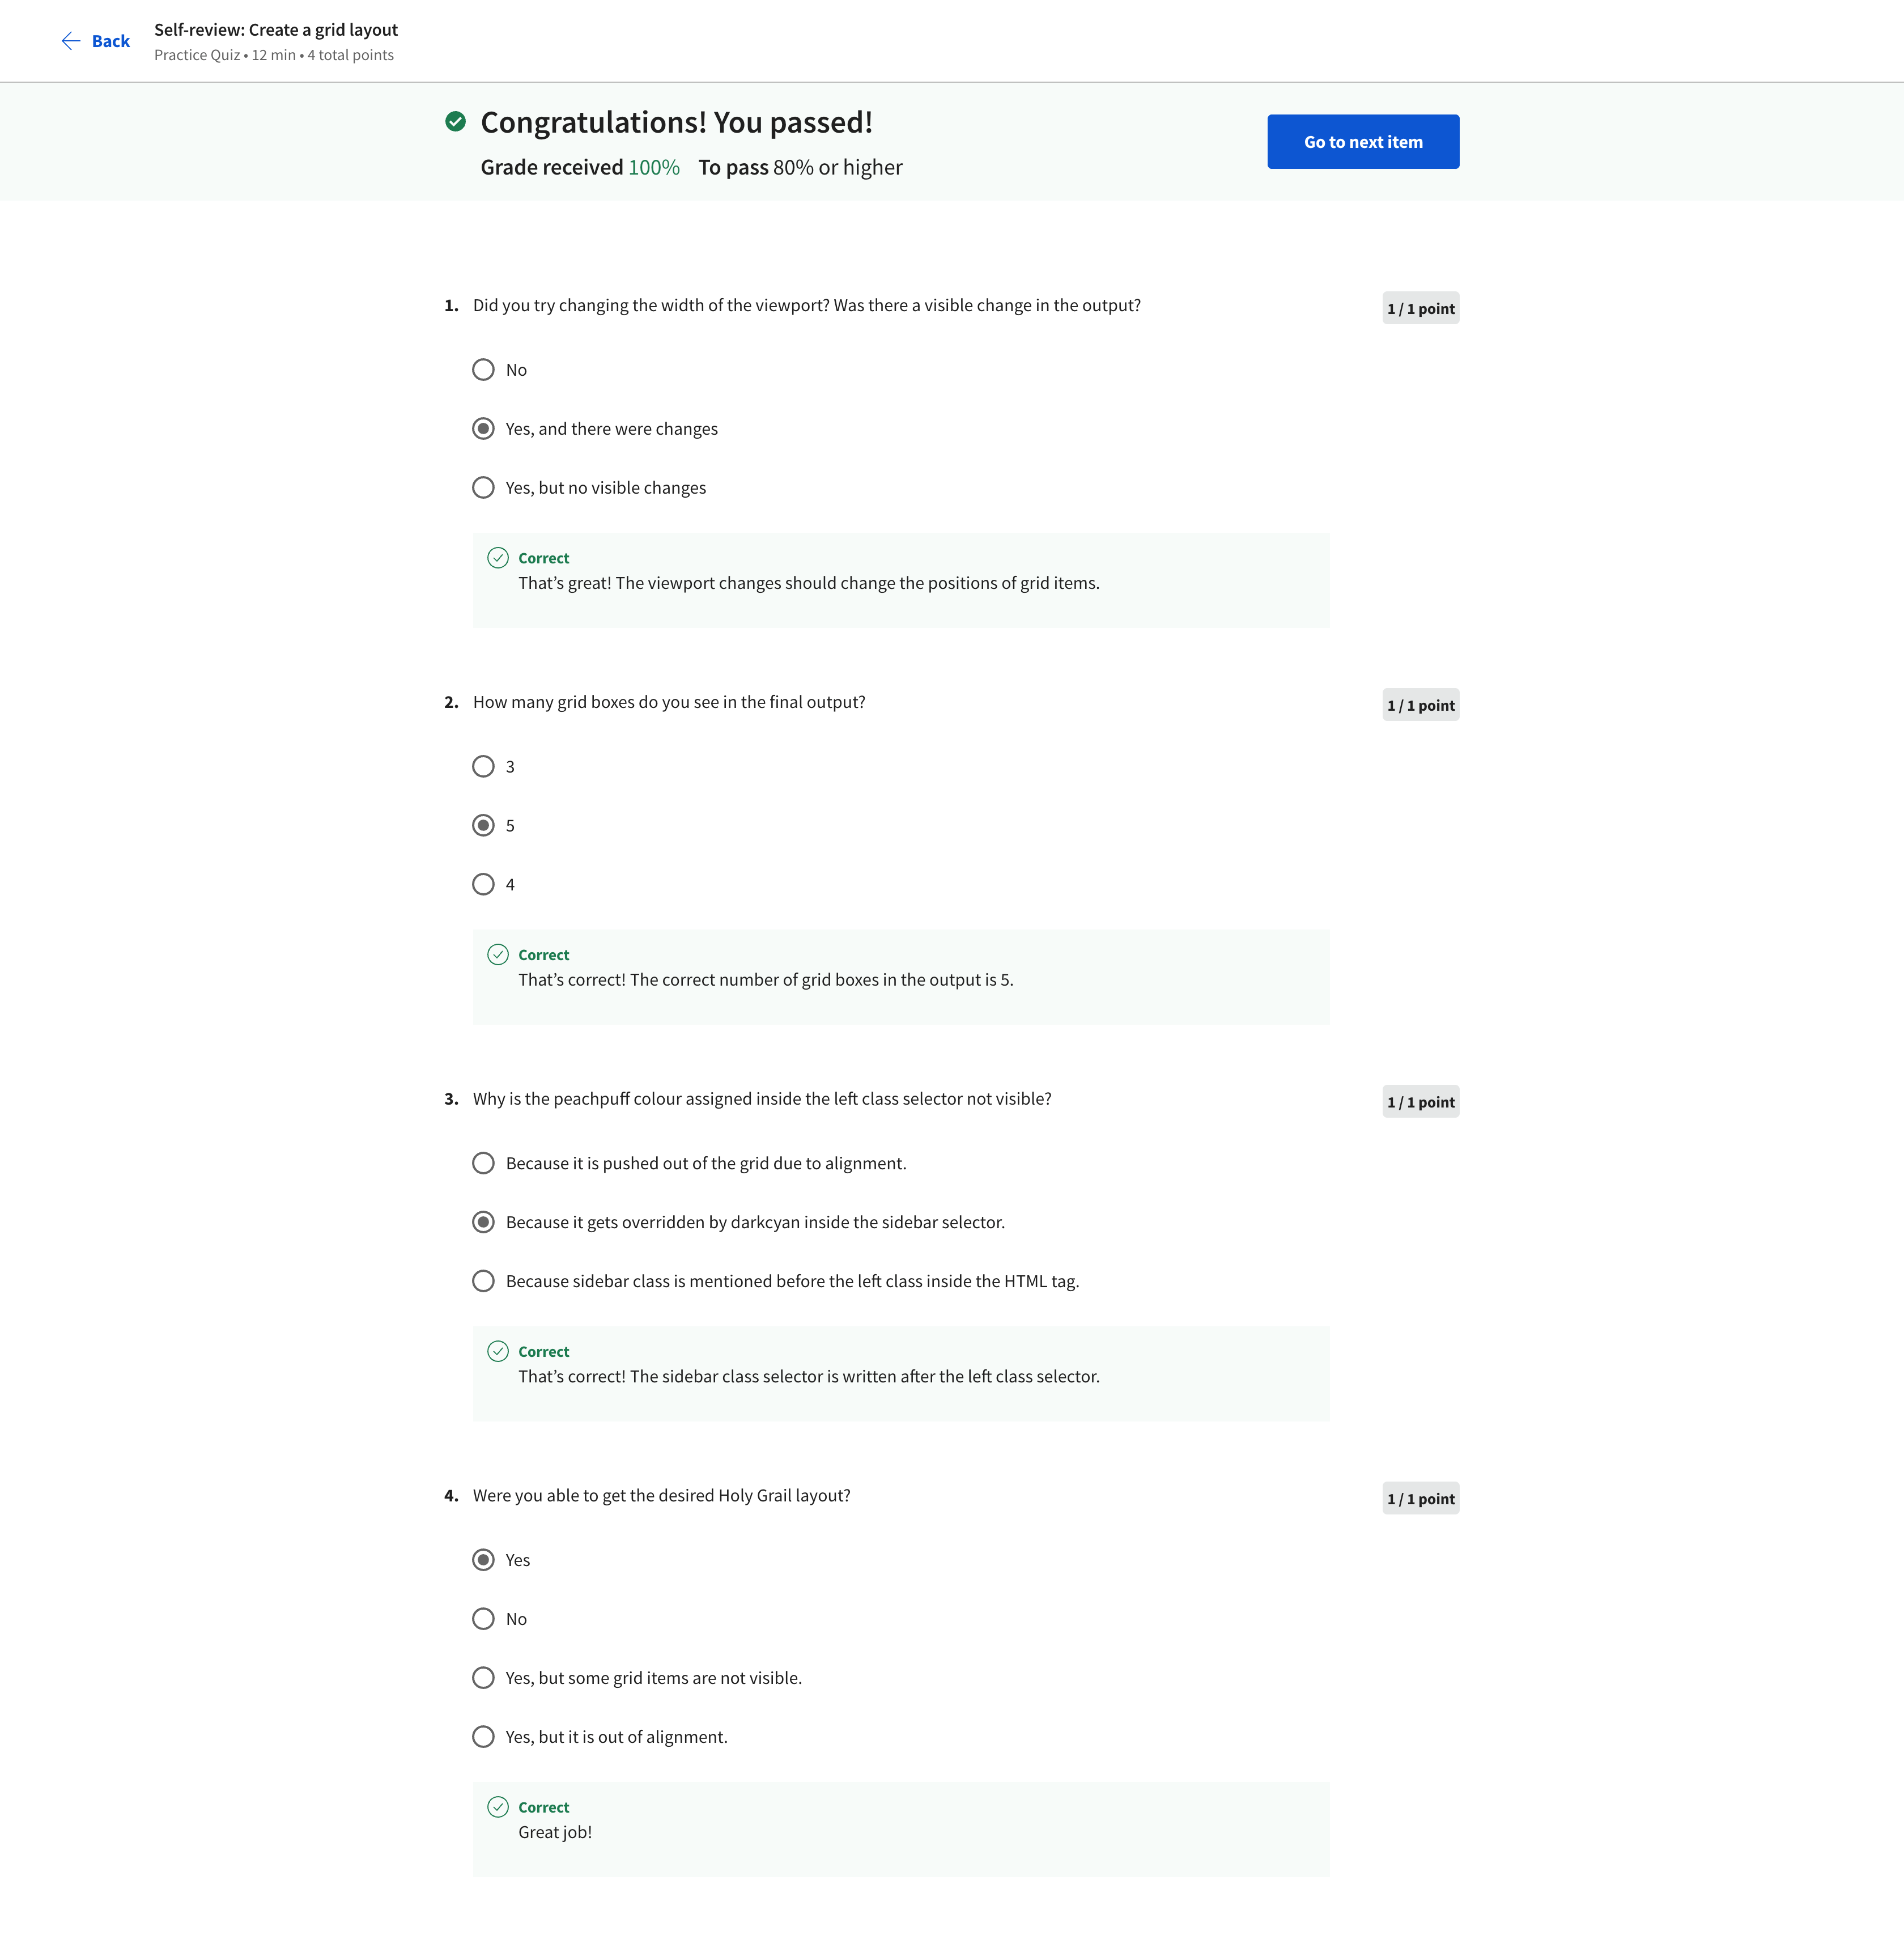 Back
Self-review: Create a grid layout
Practice Quiz • 12 min • 4 total points
Congratulations! You passed!
Grade received 100% To pass 80% or higher
Go to next item
1. Did you try changing the width of the viewport? Was there a visible change in the output?
1 / 1 point
No
Yes, and there were changes
Yes, but no visible changes
Correct
That’s great! The viewport changes should change the positions of grid items.
2. How many grid boxes do you see in the final output?
1 / 1 point
3
5
4
Correct
That’s correct! The correct number of grid boxes in the output is 5.
3. Why is the peachpuff colour assigned inside the left class selector not visible?
1 / 1 point
Because it is pushed out of the grid due to alignment.
Because it gets overridden by darkcyan inside the sidebar selector.
Because sidebar class is mentioned before the left class inside the HTML tag.
Correct
That’s correct! The sidebar class selector is written after the left class selector.
4. Were you able to get the desired Holy Grail layout?
1 / 1 point
Yes
No
Yes, but some grid items are not visible.
Yes, but it is out of alignment.
Correct
Great job!